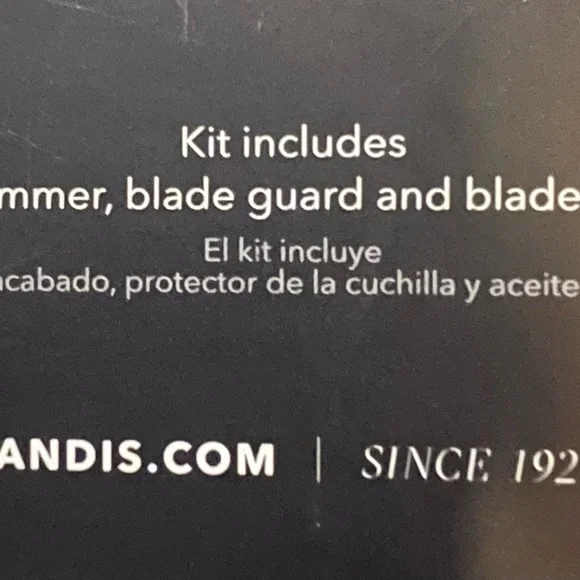 Kit includes
mmer, blade guard and blade
El kit incluye
acabado, protector de la cuchilla y aceite
ANDIS.COM | SINCE 192